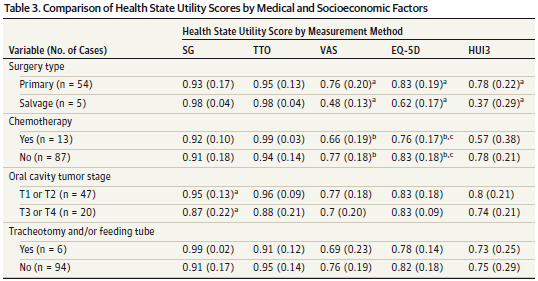 Table 3. Comparison of Health State Utility Scores by Medical and Socioeconomic Factors
Health State Utility Score by Measurement Method
Variable (No. of Cases) SG TTO VAS EQ-5D HUI3
Surgery type
Primary (n = 54) 0.93 (0.17) 0.95 (0.13) 0.76 (0.20)a 0.83 (0.19)a 0.78 (0.22)a
Salvage (n = 5) 0.98 (0.04) 0.98 (0.04) 0.48 (0.13)a 0.62 (0.17)a 0.37 (0.29)a
Chemotherapy
Yes (n = 13) 0.92 (0.10) 0.99 (0.03) 0.66 (0.19)b 0.76 (0.17)b,c 0.57 (0.38)
No (n = 87) 0.91 (0.18) 0.94 (0.14) 0.77 (0.18)b 0.83 (0.18)b,c 0.78 (0.21)
Oral cavity tumor stage
T1 or T2 (n = 47) 0.95 (0.13)a 0.96 (0.09) 0.77 (0.18) 0.83 (0.18) 0.8 (0.21)
T3 or T4 (n = 20) 0.87 (0.22)a 0.88 (0.21) 0.7 (0.20) 0.83 (0.09) 0.74 (0.21)
Tracheotomy and/or feeding tube
Yes (n = 6) 0.99 (0.02) 0.91 (0.12) 0.69 (0.23) 0.78 (0.14) 0.73 (0.25)
No (n = 94) 0.91 (0.17) 0.95 (0.14) 0.76 (0.19) 0.82 (0.18) 0.75 (0.29)